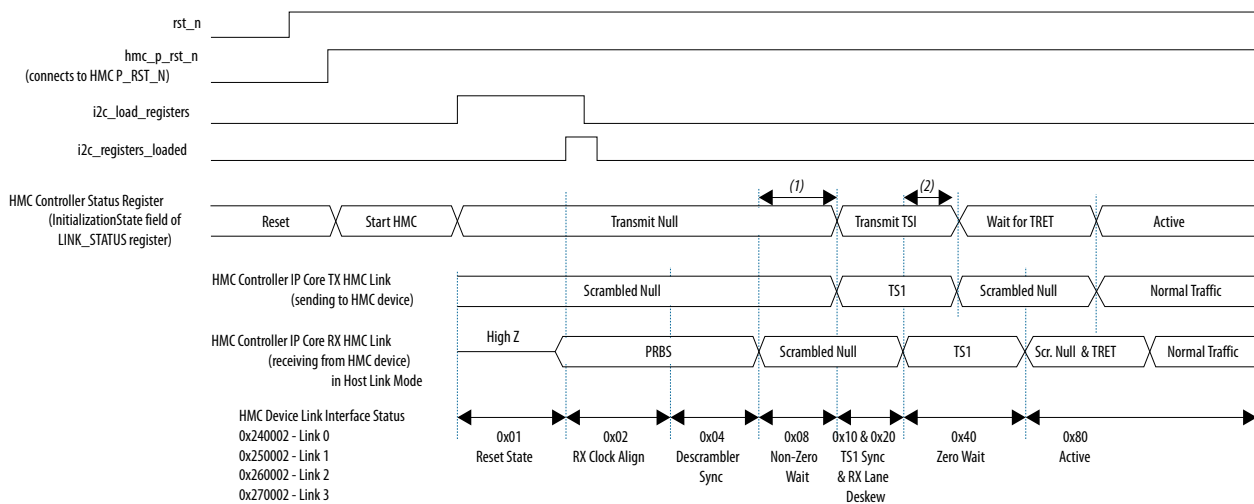 rst_n
hmc_p_rst_n
(connects to HMC P_RST_N)
i2c_load_registers
i2c_registers_loaded
(1)
(2)
HMC Controller Status Register
(InitializationState field of
LINK_STATUS register)
Reset
Start HMC
Transmit Null
Transmit TSI
Wait for TRET
Active
HMC Controller IP Core TX HMC Link
(sending to HMC device)
Scrambled Null
TS1
Scrambled Null
Normal Traffic
HMC Controller IP Core RX HMC Link
(receiving from HMC device)
in Host Link Mode
High Z
PRBS
Scrambled Null
TS1
Scr. Null & TRET
Normal Traffic
HMC Device Link Interface Status
0x240002 - Link 0
0x250002 - Link 1
0x260002 - Link 2
0x270002 - Link 3
0x01
Reset State
0x02
RX Clock Align
0x04
Descrambler
Sync
0x08
Non-Zero
Wait
0x10 & 0x20
TS1 Sync
& RX Lane
Deskew
0x40
Zero Wait
0x80
Active